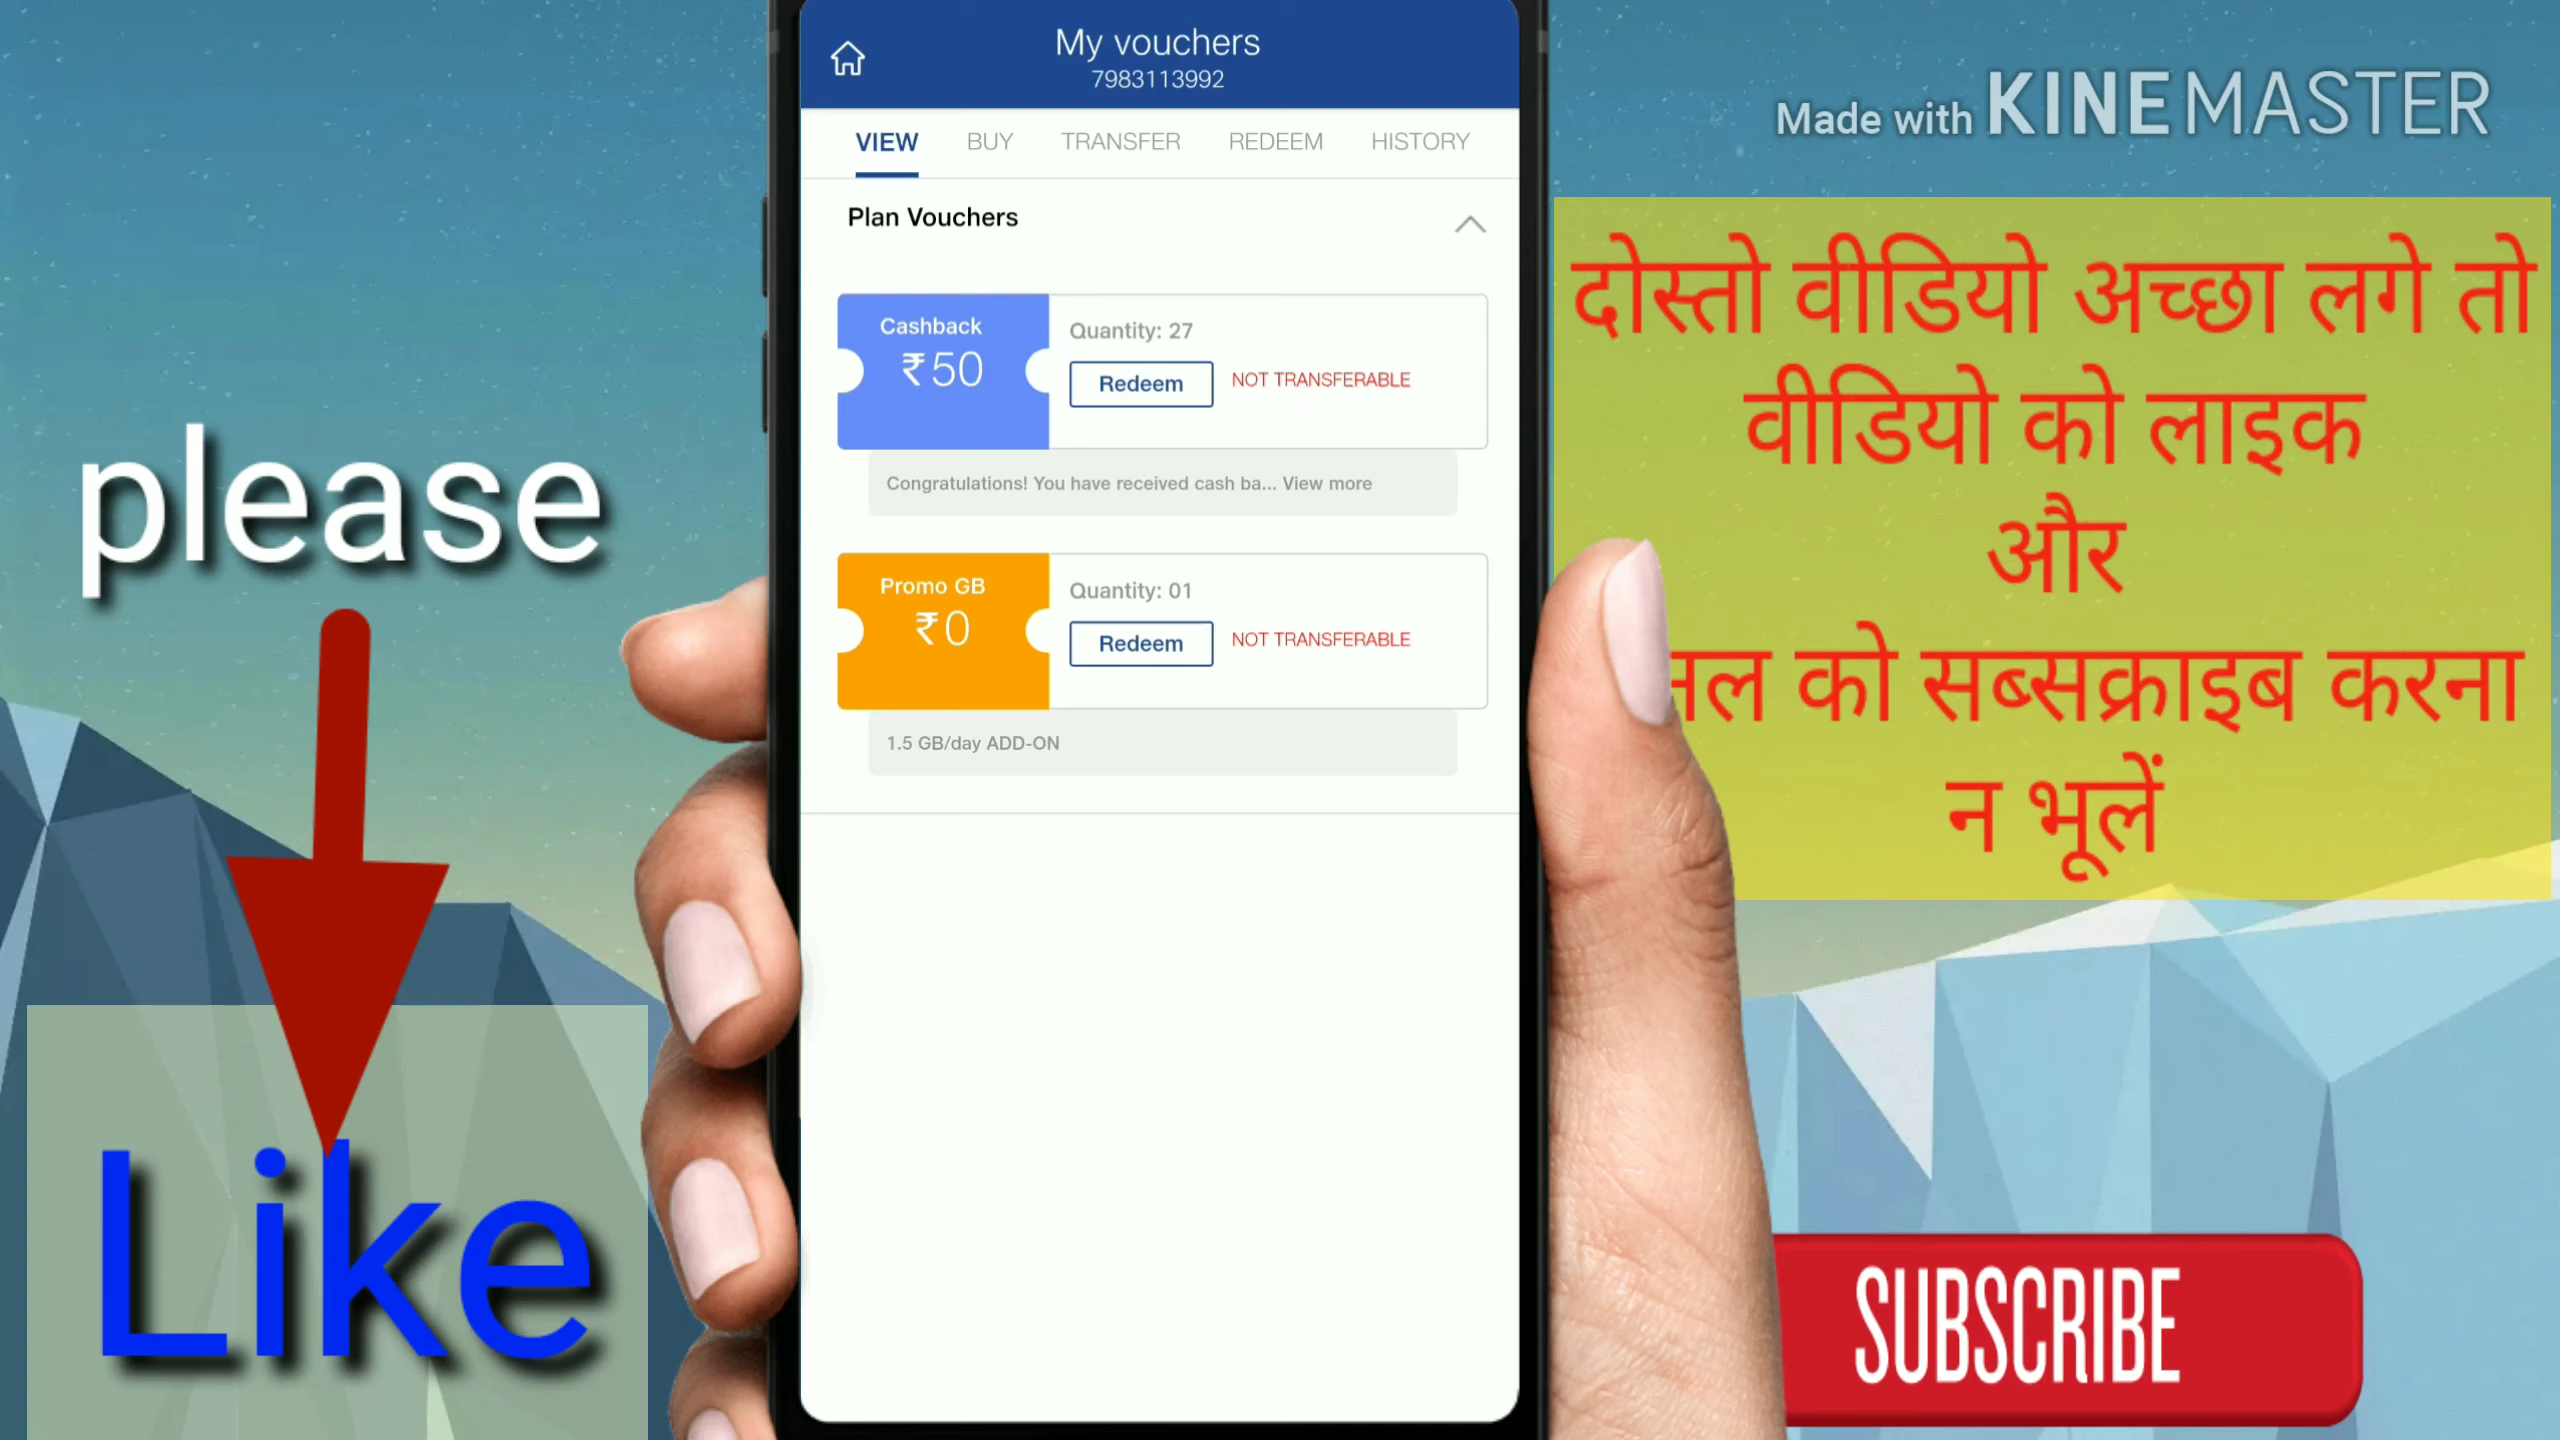 My vouchers
7983113992
VIEW BUY TRANSFER REDEEM HISTORY
Plan Vouchers
Cashback
₹50
Quantity: 27
Redeem
NOT TRANSFERABLE
Congratulations! You have received cash ba... View more
Promo GB
₹0
Quantity: 01
Redeem
NOT TRANSFERABLE
1.5 GB/day ADD-ON
please
Like
Made with KINEMASTER
दोस्तो वीडियो अच्छा लगे तो
वीडियो को लाइक
और
को सब्सक्राइब करना
न भूलें
SUBSCRIBE